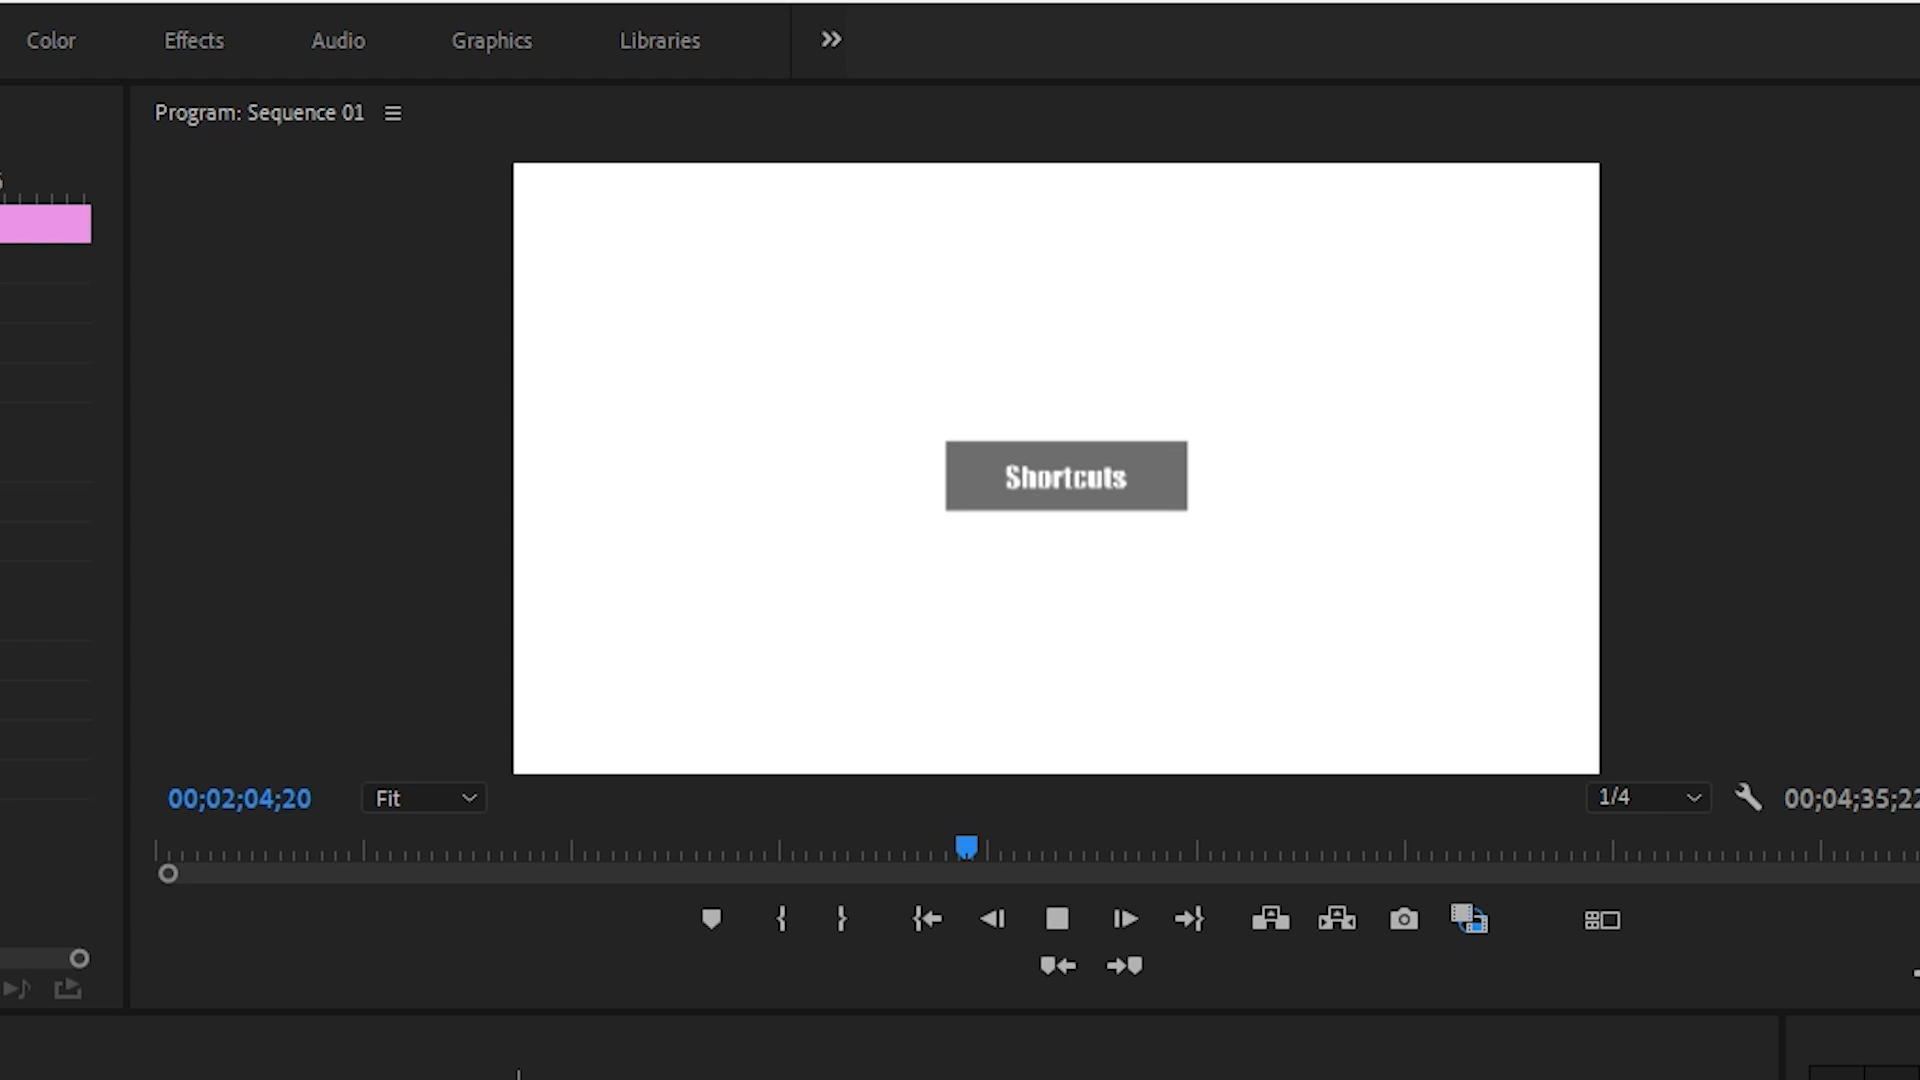 Color Effects Audio Graphics Libraries
Program: Sequence 01
Shortcuts
00;02;04;20 Fit 1/4 00;04;35;22